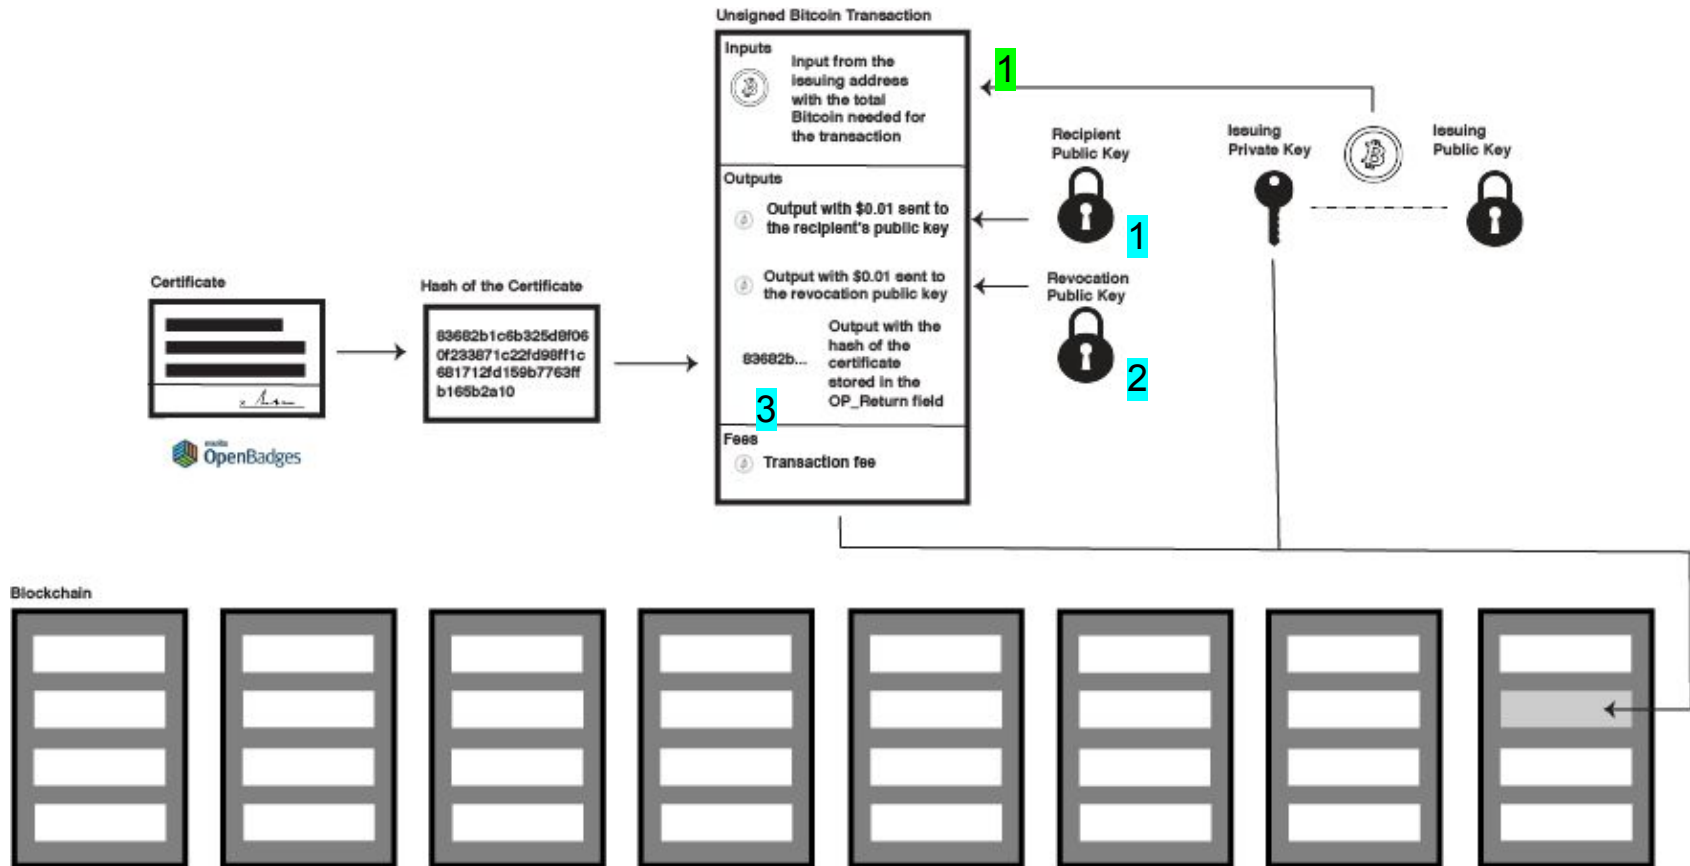 Unsigned Bitcoin Transaction
Inputs
Input from the
issuing address
with the total
Bitcoin needed for
the transaction
1
Recipient
Public Key
1
Issuing
Private Key
Issuing
Public Key
Outputs
Output with $0.01 sent to
the recipient's public key
Output with $0.01 sent to
the revocation public key
Revocation
Public Key
2
83682b...
Output with the
hash of the
certificate
stored in the
OP_Return field
3
Fees
Transaction fee
Certificate
OpenBadges
Hash of the Certificate
83682b1c6b325d8f06
0f233871c22fd98ff1c
681712fd159b7763ff
b165b2a10
Blockchain